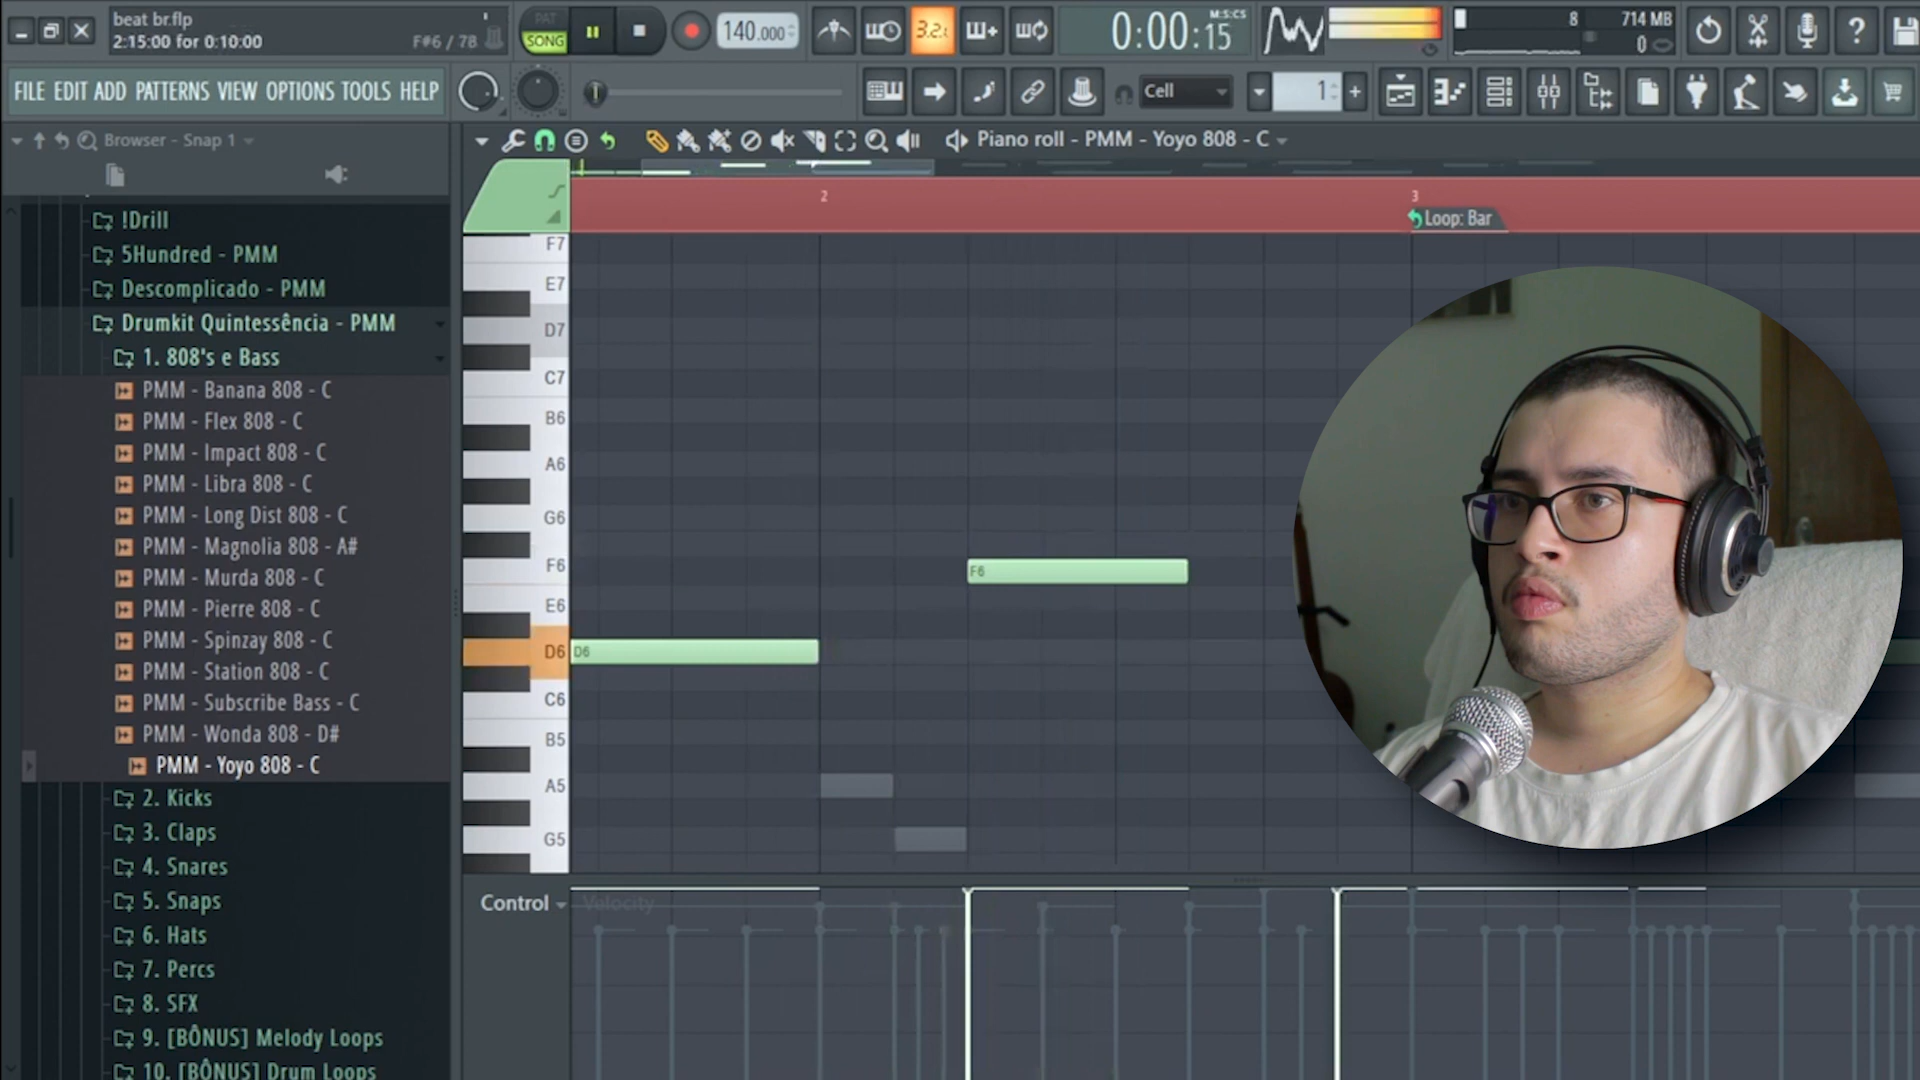 beat br.flp
2:15:00 for 0:10:00
F#6 / 78
PAT
SONG
140.000
3.2.
0:00:15
M:S:CS
8
714 MB
0
FILE EDIT ADD PATTERNS VIEW OPTIONS TOOLS HELP
Cell
1
Browser - Snap 1
Piano roll - PMM - Yoyo 808 - C
!Drill
5Hundred - PMM
Descomplicado - PMM
Drumkit Quintessência - PMM
1. 808's e Bass
PMM - Banana 808 - C
PMM - Flex 808 - C
PMM - Impact 808 - C
PMM - Libra 808 - C
PMM - Long Dist 808 - C
PMM - Magnolia 808 - A#
PMM - Murda 808 - C
PMM - Pierre 808 - C
PMM - Spinzay 808 - C
PMM - Station 808 - C
PMM - Subscribe Bass - C
PMM - Wonda 808 - D#
PMM - Yoyo 808 - C
2. Kicks
3. Claps
4. Snares
5. Snaps
6. Hats
7. Percs
8. SFX
9. [BÔNUS] Melody Loops
10. [BÔNUS] Drum Loops
2
3
Loop: Bar
F7
E7
D7
C7
B6
A6
G6
F6
E6
D6
C6
B5
A5
G5
F6
D6
Control
Velocity